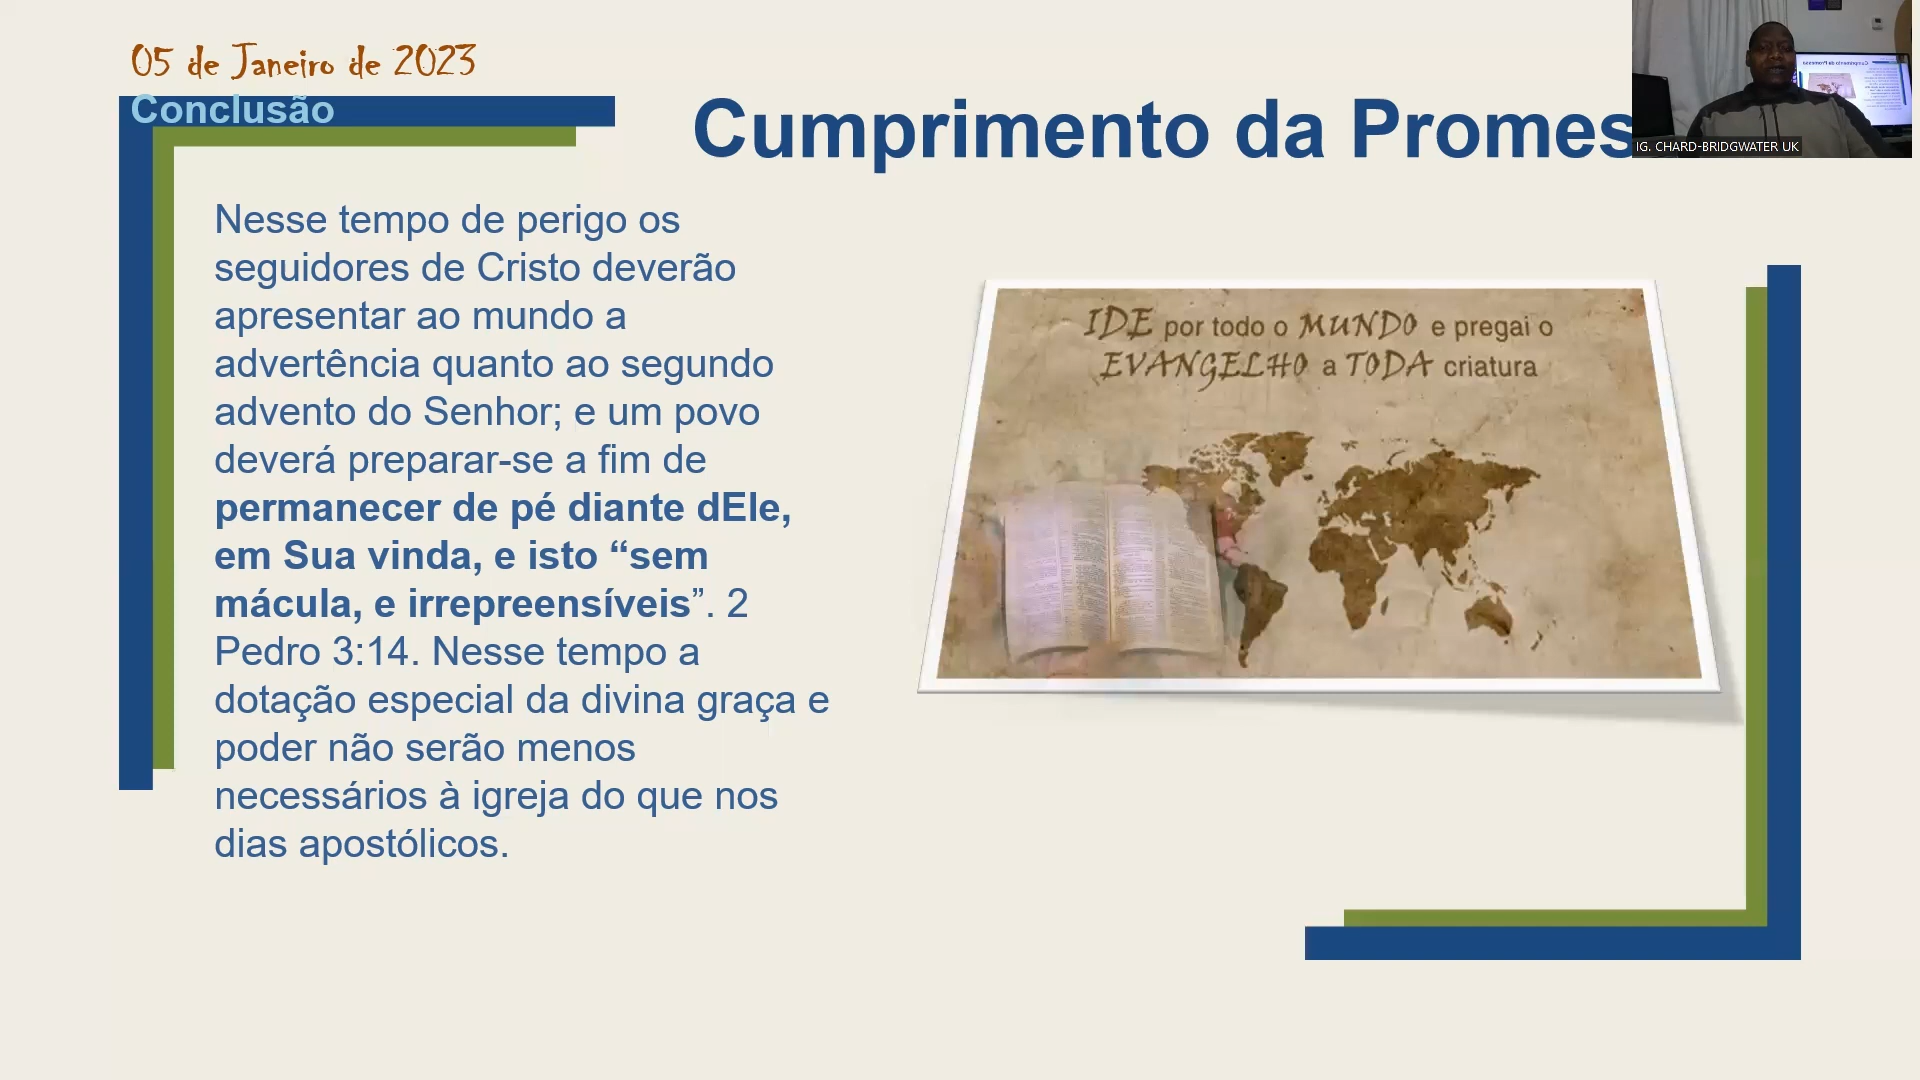 05 de Janeiro de 2023
Conclusão
Cumprimento da Promes
IG. CHARD-BRIDGWATER UK
Nesse tempo de perigo os
seguidores de Cristo deverão
apresentar ao mundo a
advertência quanto ao segundo
advento do Senhor; e um povo
deverá preparar-se a fim de
permanecer de pé diante dEle,
em Sua vinda, e isto “sem
mácula, e irrepreensíveis”. 2
Pedro 3:14. Nesse tempo a
dotação especial da divina graça e
poder não serão menos
necessários à igreja do que nos
dias apostólicos.
IDE por todo o MUNDO e pregai o
EVANGELHO a TODA criatura